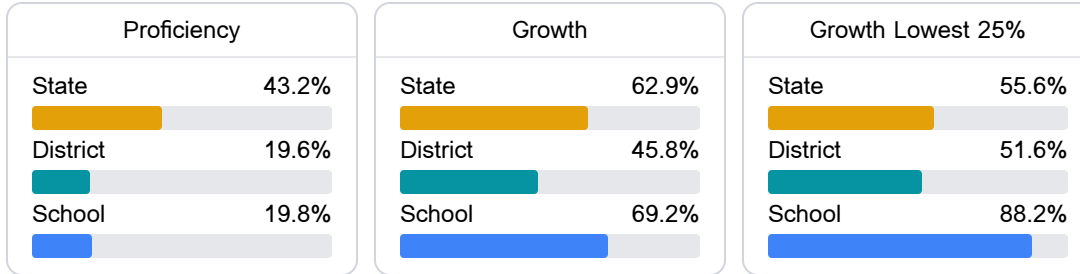 Proficiency
State 43.2%
District 19.6%
School 19.8%
Growth
State 62.9%
District 45.8%
School 69.2%
Growth Lowest 25%
State 55.6%
District 51.6%
School 88.2%